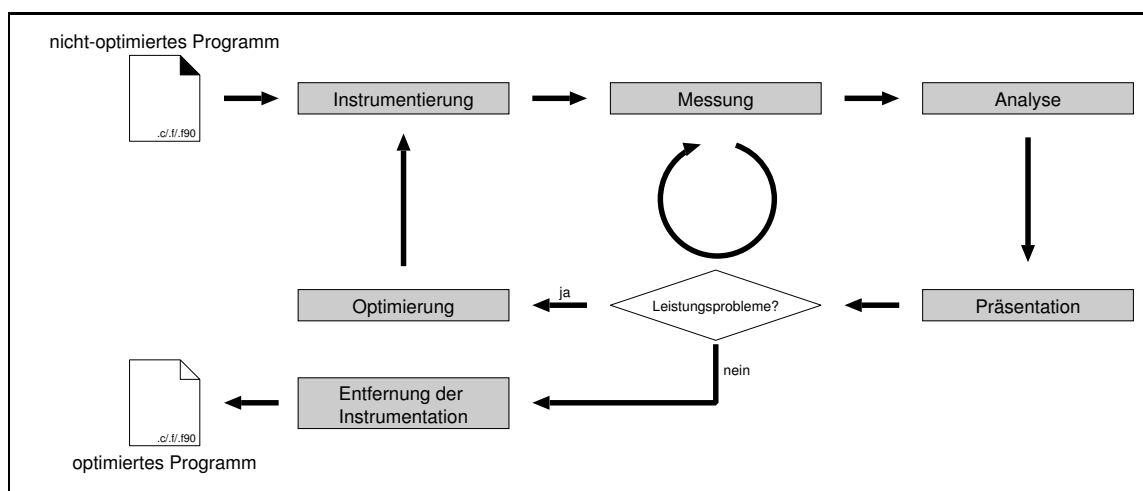 nicht-optimiertes Programm
.c/.f/.f90
Instrumentierung
Messung
Analyse
Optimierung
ja
Leistungsprobleme?
Präsentation
nein
Entfernung der
Instrumentation
.c/.f/.f90
optimiertes Programm